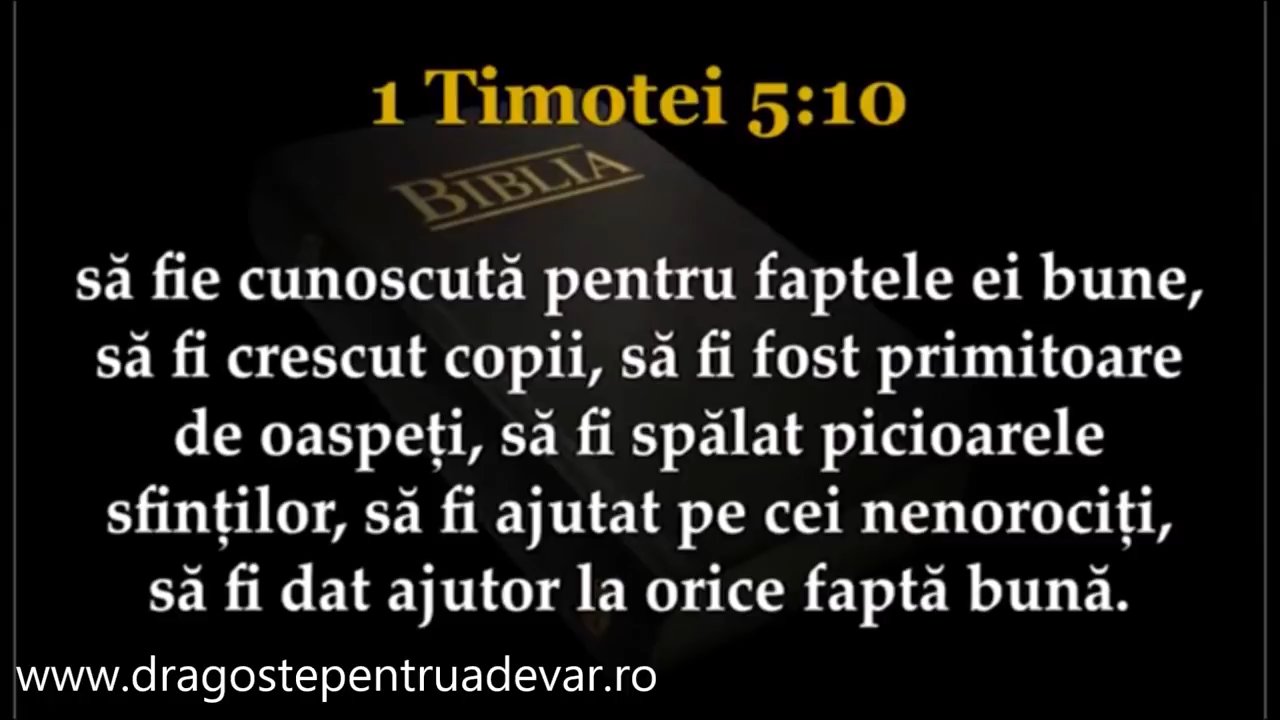 1 Timotei 5:10
BIBLIA
să fie cunoscută pentru faptele ei bune,
să fi crescut copii, să fi fost primitoare
de oaspeți, să fi spălat picioarele
sfinților, să fi ajutat pe cei nenorociți,
să fi dat ajutor la orice faptă bună.
www.dragostepentruadevar.ro